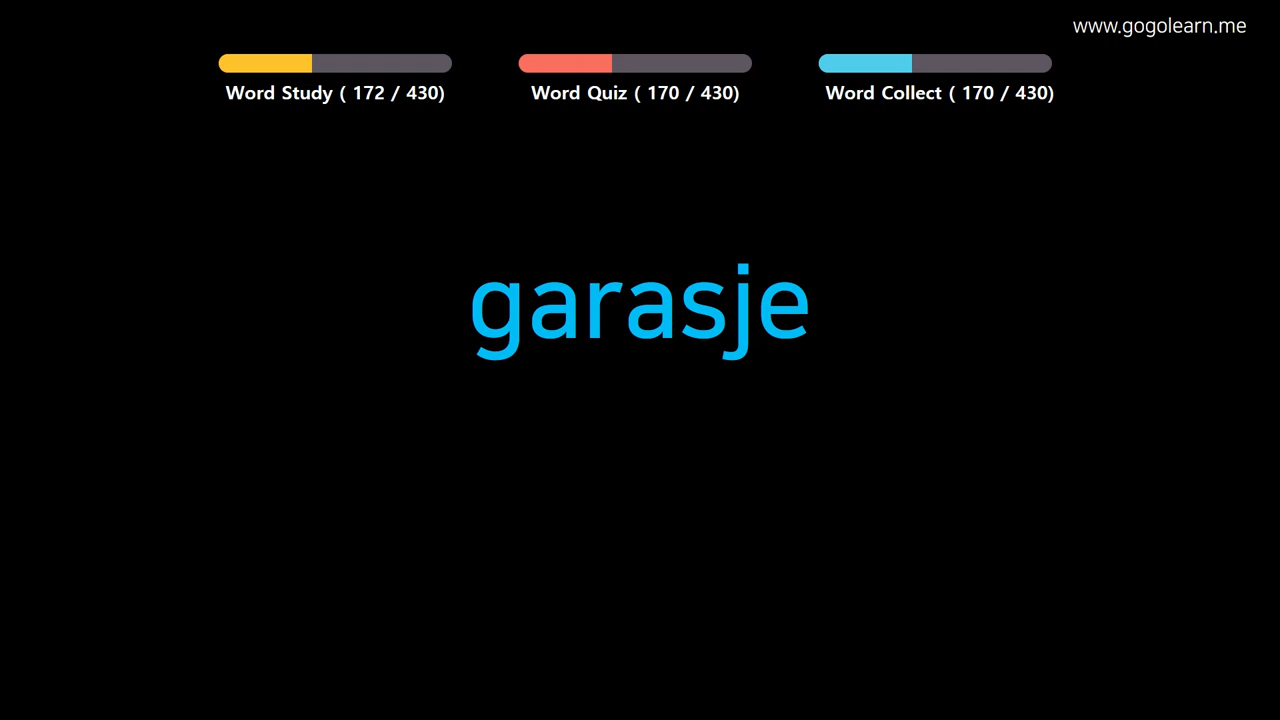 www.gogolearn.me
Word Study ( 172 / 430)
Word Quiz ( 170 / 430)
Word Collect ( 170 / 430)
garasje